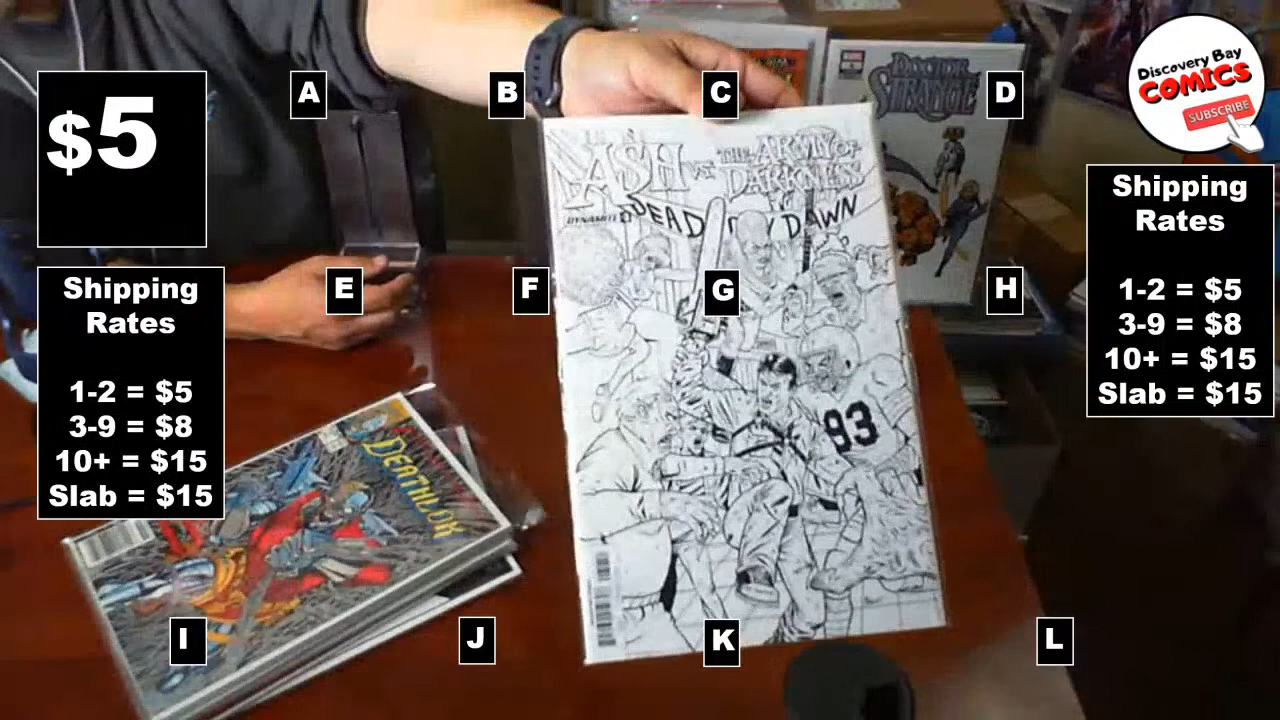 $5
A
B
C
D
Discovery Bay
COMICS
SUBSCRIBE
DOCTOR
STRANGE
ASH VS. THE ARMY OF
DARKNESS
DYNAMITE
DEAD BY DAWN
Shipping
Rates
1-2 = $5
3-9 = $8
10+ = $15
Slab = $15
Shipping
Rates
1-2 = $5
3-9 = $8
10+ = $15
Slab = $15
E
F
G
H
93
DEATHLOK
I
J
K
L